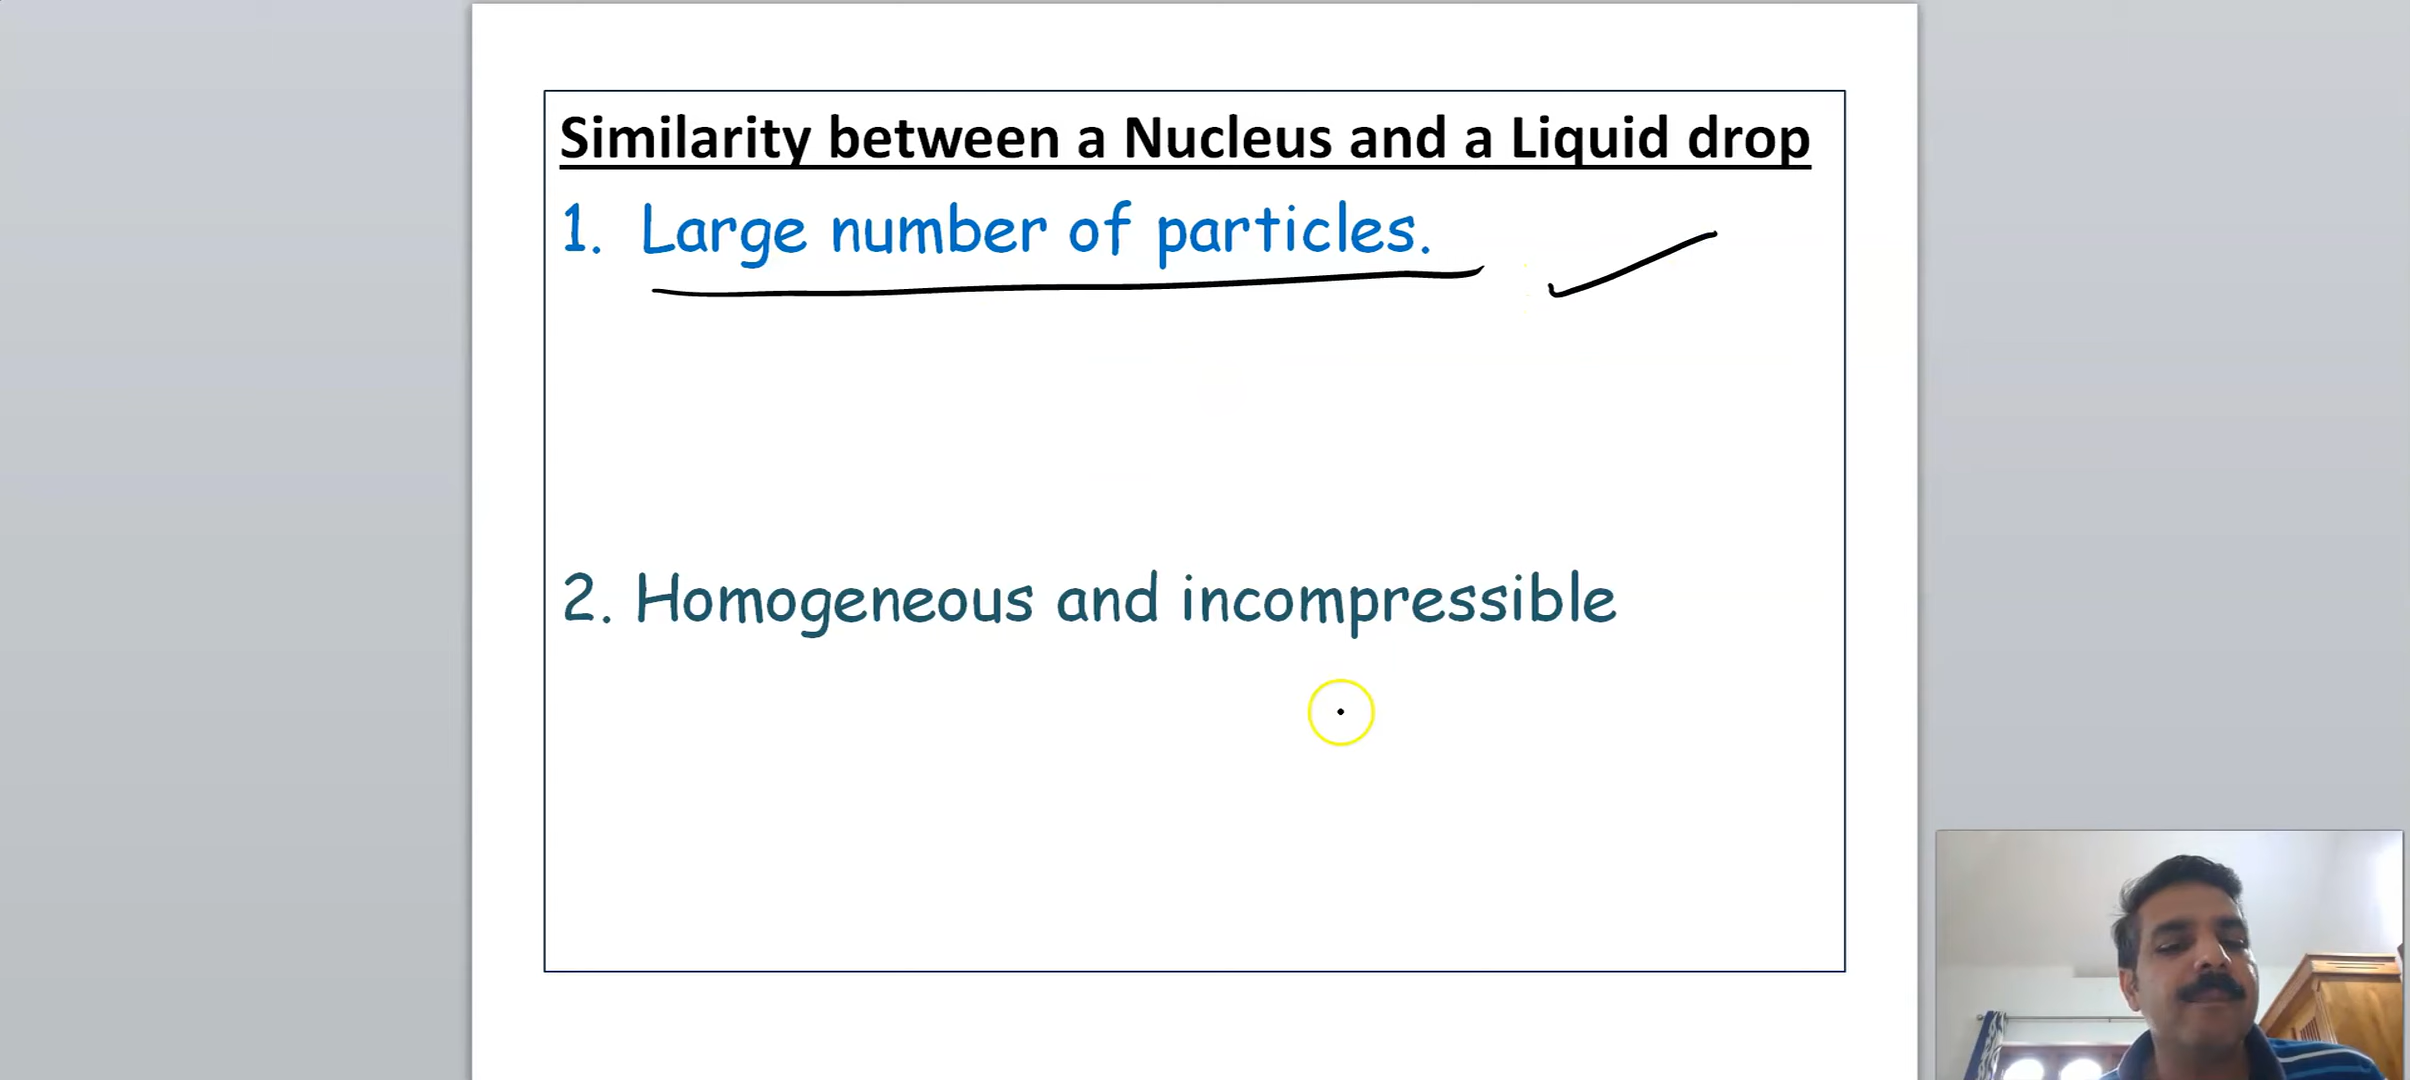 Similarity between a Nucleus and a Liquid drop
1. Large number of particles.
2. Homogeneous and incompressible